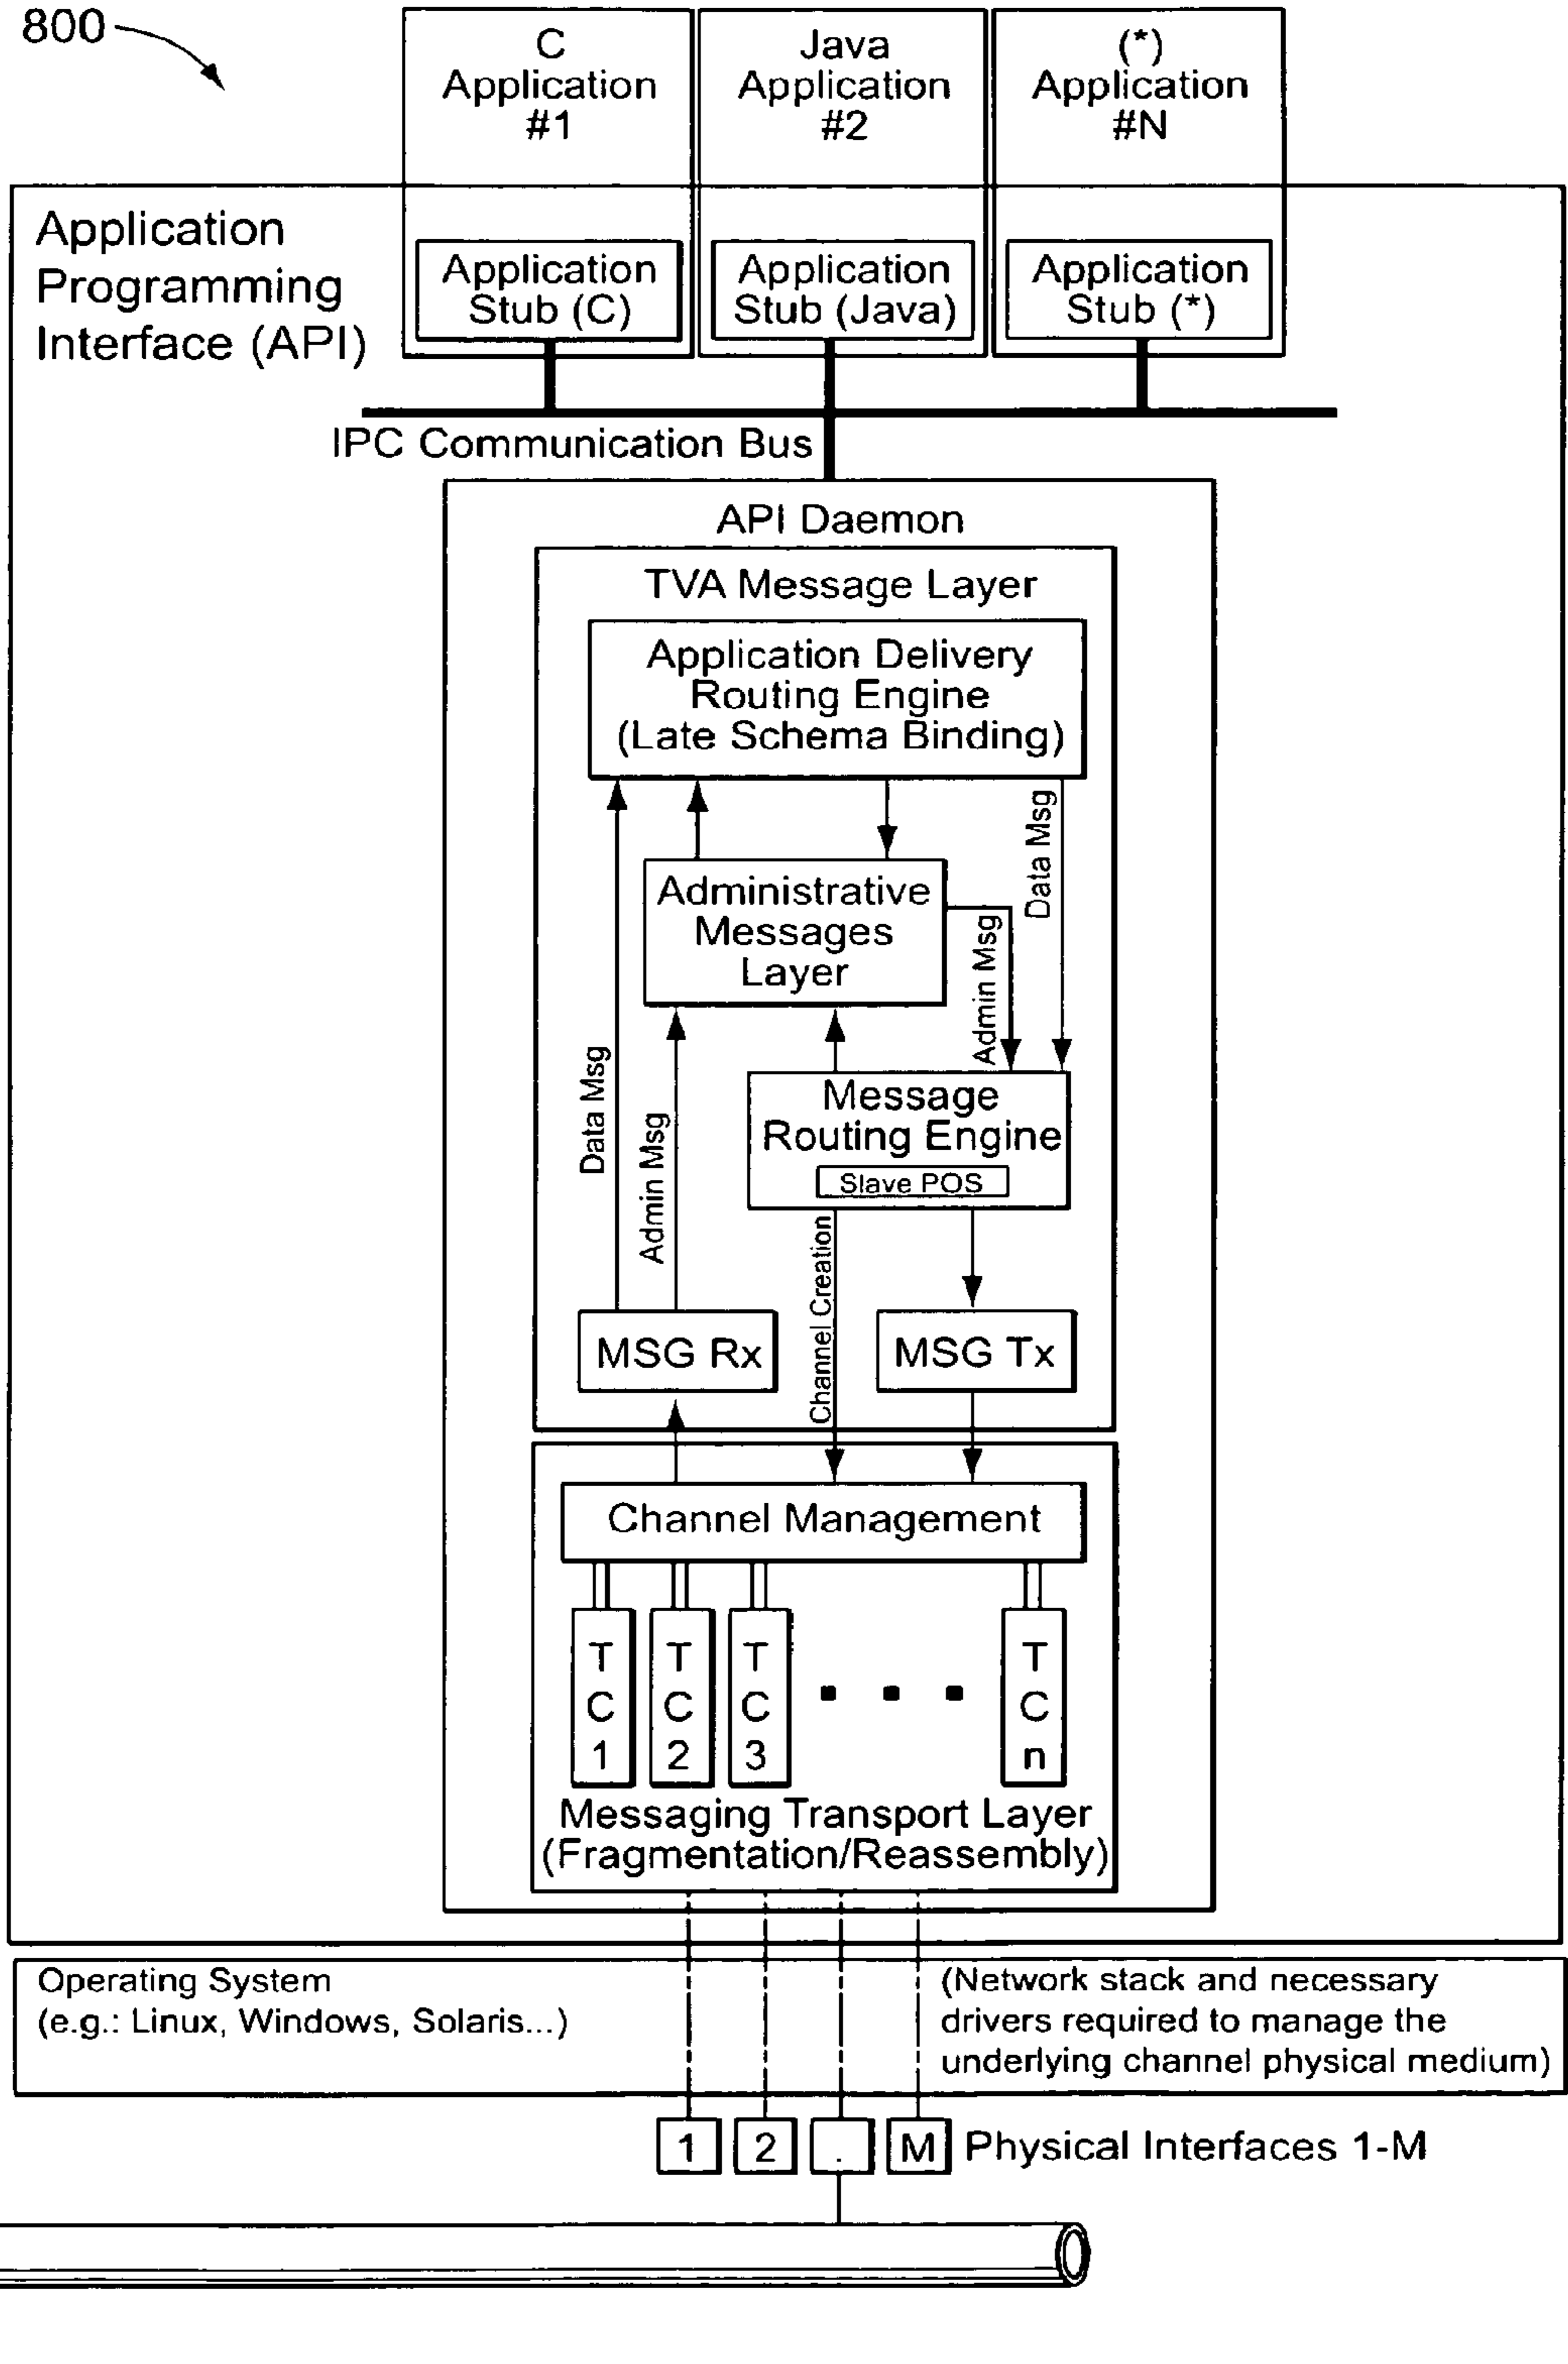 800
C
Application
#1
Java
Application
#2
(*)
Application
#N
Application
Programming
Interface (API)
Application
Stub (C)
Application
Stub (Java)
Application
Stub (*)
IPC Communication Bus
API Daemon
TVA Message Layer
Application Delivery
Routing Engine
(Late Schema Binding)
Data Msg
Administrative
Messages
Layer
Admin Msg
Data Msg
Admin Msg
Message
Routing Engine
Slave POS
Channel Creation
MSG Rx
MSG Tx
Channel Management
T
C
1
T
C
2
T
C
3
T
C
n
Messaging Transport Layer
(Fragmentation/Reassembly)
Operating System
(e.g.: Linux, Windows, Solaris...)
(Network stack and necessary
drivers required to manage the
underlying channel physical medium)
1
2
.
M
Physical Interfaces 1-M